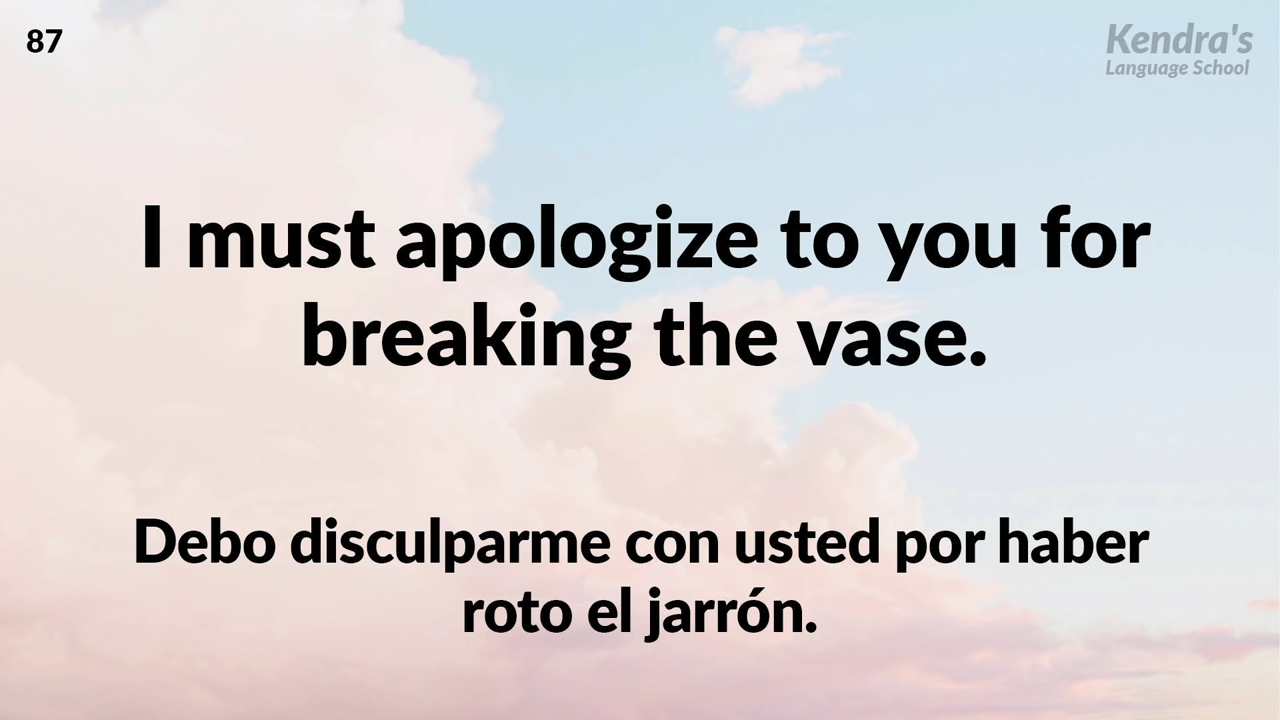 87
Kendra's
Language School
I must apologize to you for
breaking the vase.
Debo disculparme con usted por haber
roto el jarrón.